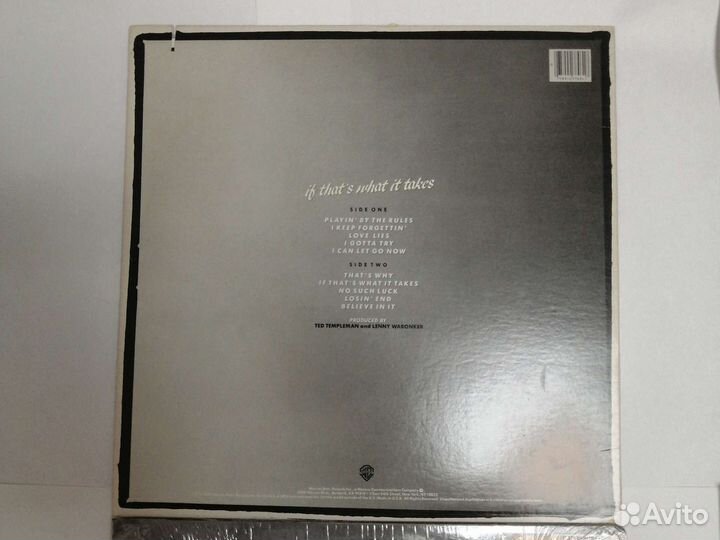 if that's what it takes
SIDE ONE
PLAYIN' BY THE RULES
I KEEP FORGETTIN'
LOVE LIES
I GOTTA TRY
I CAN LET GO NOW
SIDE TWO
THAT'S WHY
IF THAT'S WHAT IT TAKES
NO SUCH LUCK
LOSIN' END
BELIEVE IN IT
PRODUCED BY
TED TEMPLEMAN and LENNY WARONKER
Avito